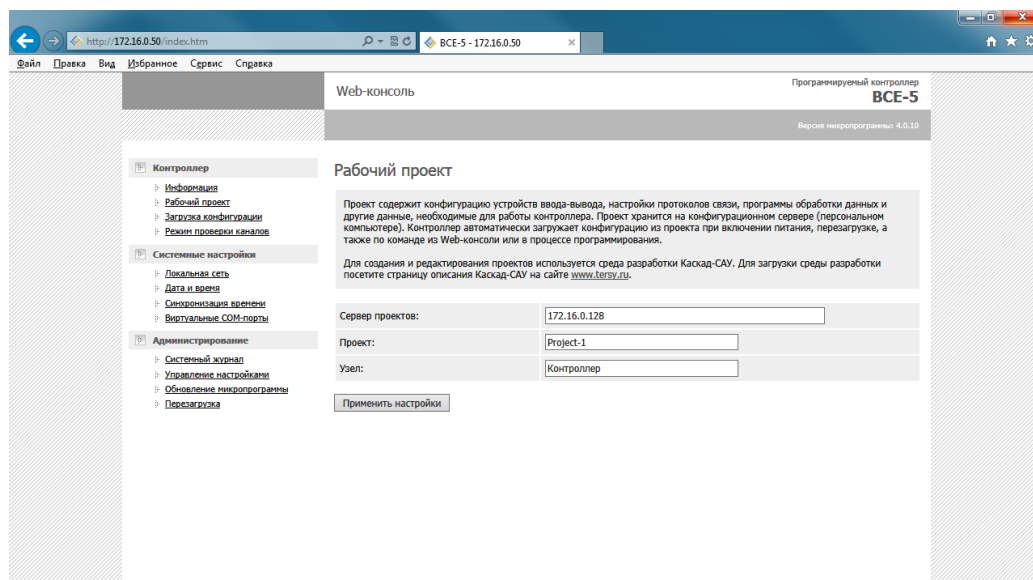 http://172.16.0.50/index.htm
ВСЕ-5 - 172.16.0.50
Файл Правка Вид Избранное Сервис Справка
Web-консоль
Программируемый контроллер
ВСЕ-5
Версия микропрограммы: 4.0.10
Контроллер
Информация
Рабочий проект
Загрузка конфигурации
Режим проверки каналов
Системные настройки
Локальная сеть
Дата и время
Синхронизация времени
Виртуальные COM-порты
Администрирование
Системный журнал
Управление настройками
Обновление микропрограммы
Перезагрузка
Рабочий проект
Проект содержит конфигурацию устройств ввода-вывода, настройки протоколов связи, программы обработки данных и
другие данные, необходимые для работы контроллера. Проект хранится на конфигурационном сервере (персональном
компьютере). Контроллер автоматически загружает конфигурацию из проекта при включении питания, перезагрузке, а
также по команде из Web-консоли или в процессе программирования.
Для создания и редактирования проектов используется среда разработки Каскад-САУ. Для загрузки среды разработки
посетите страницу описания Каскад-САУ на сайте www.tersy.ru.
Сервер проектов: 172.16.0.128
Проект: Project-1
Узел: Контроллер
Применить настройки